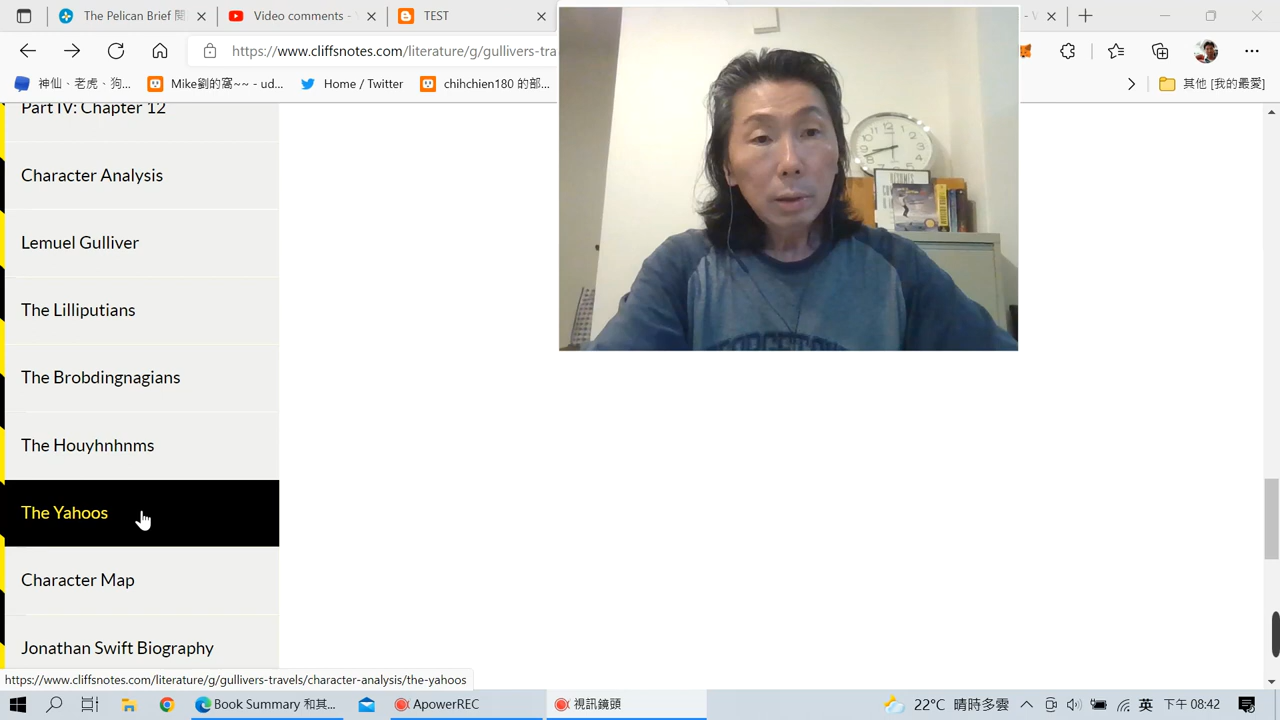 The Pelican Brief 閱
Video comments -
TEST
https://www.cliffsnotes.com/literature/g/gullivers-tra
神仙、老虎、狗...
Mike劉的窩~~ - ud...
Home / Twitter
chihchien180 的部...
其他 [我的最愛]
Part IV: Chapter 12
Character Analysis
Lemuel Gulliver
The Lilliputians
The Brobdingnagians
The Houyhnhnms
The Yahoos
Character Map
Jonathan Swift Biography
https://www.cliffsnotes.com/literature/g/gullivers-travels/character-analysis/the-yahoos
Book Summary 和其...
ApowerREC
視訊鏡頭
22°C 晴時多雲
英
下午 08:42